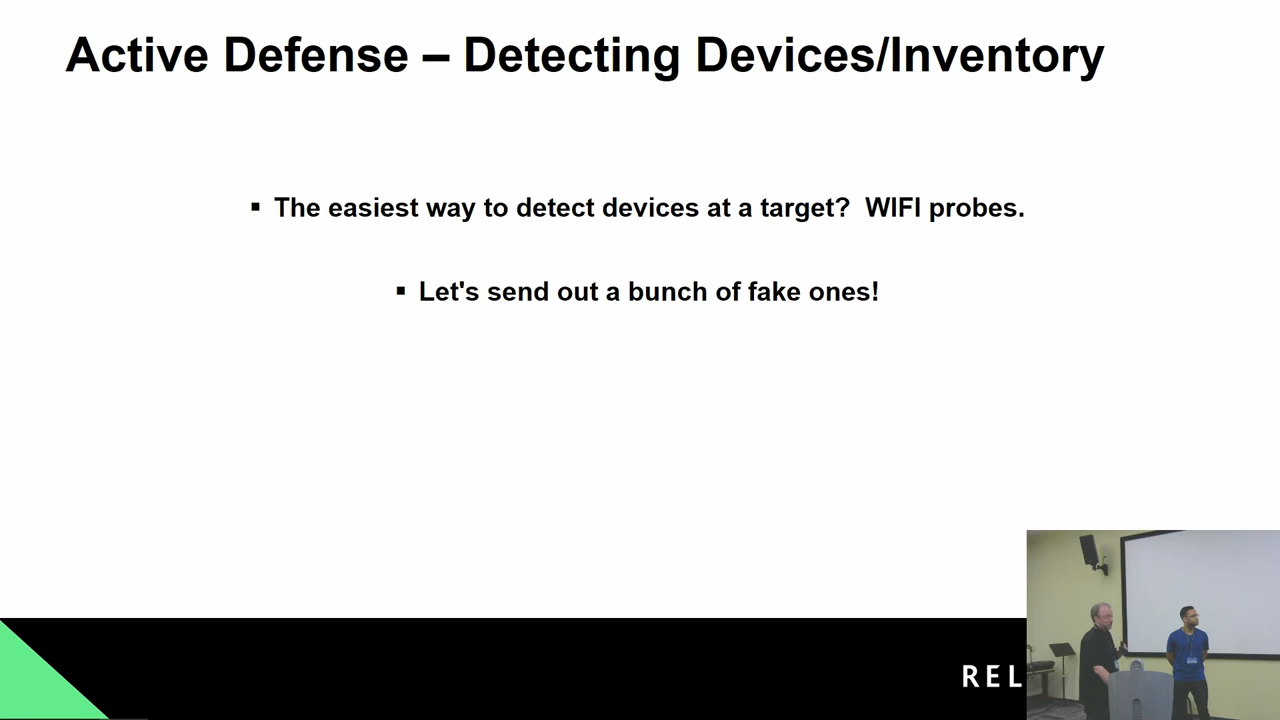 Active Defense – Detecting Devices/Inventory
▪ The easiest way to detect devices at a target?  WIFI probes.
▪ Let's send out a bunch of fake ones!
REL